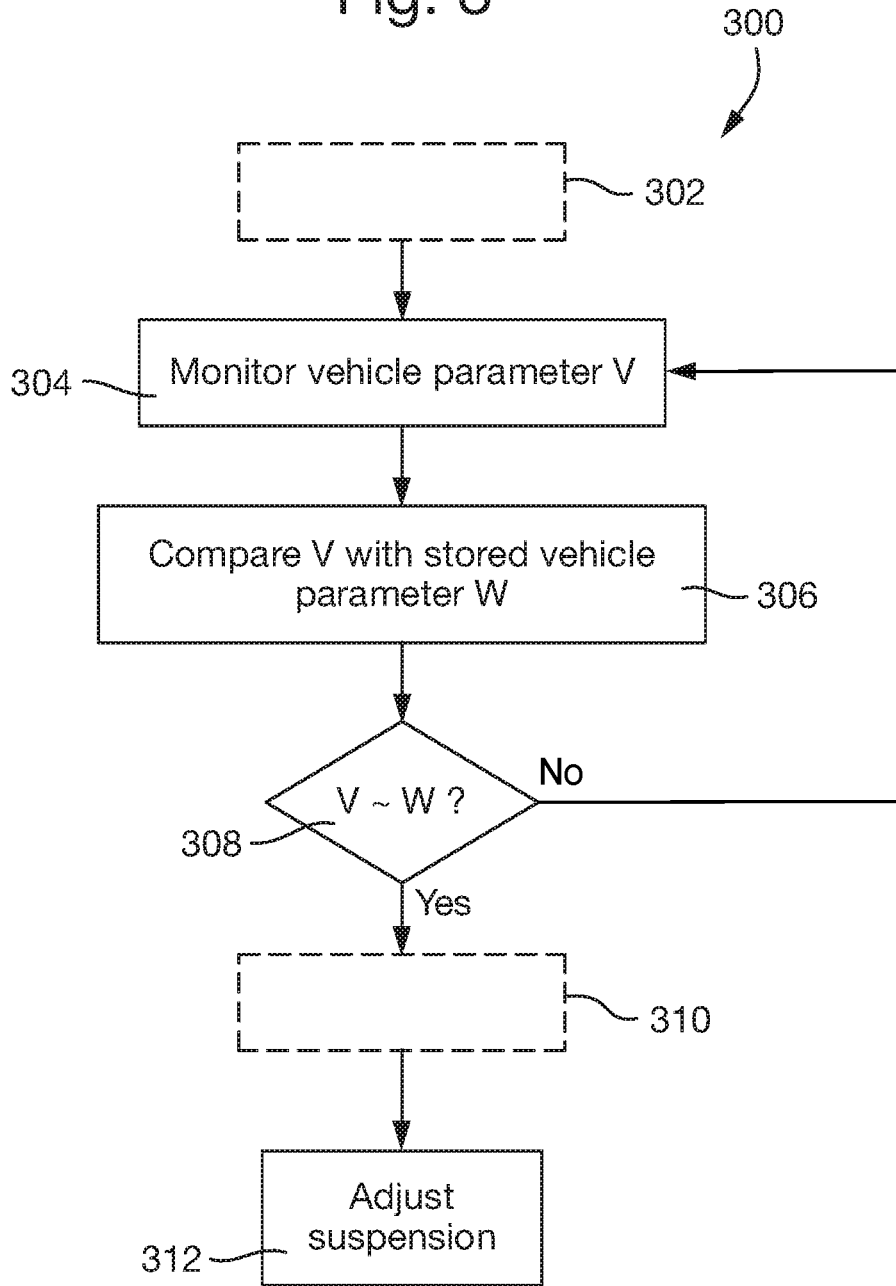 300
302
Monitor vehicle parameter V
304
Compare V with stored vehicle
parameter W
306
V ~ W ?
No
308
Yes
310
Adjust
suspension
312